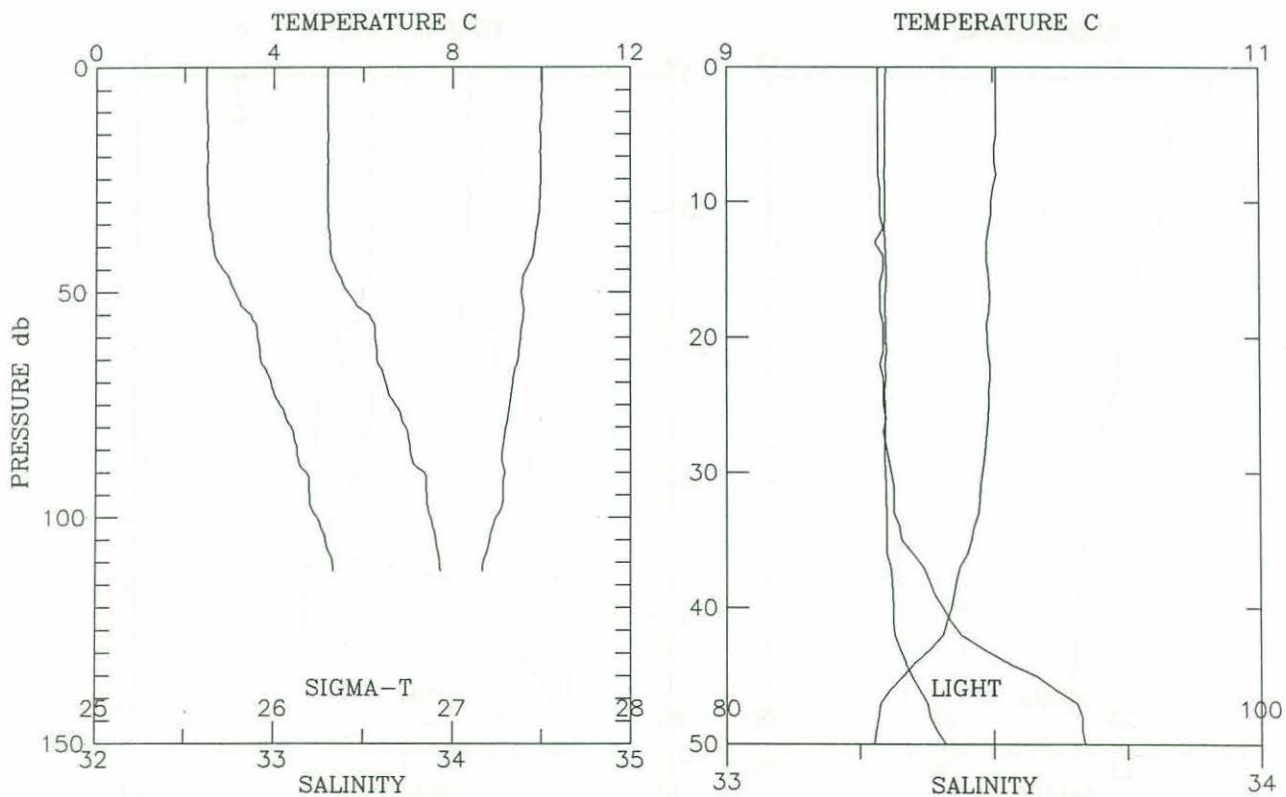 TEMPERATURE C
0 4 8 12
0
50
100
150
PRESSURE db
SIGMA-T
25 26 27 28
32 33 34 35
SALINITY
TEMPERATURE C
9 11
0
10
20
30
40
50
LIGHT
80 100
33 34
SALINITY